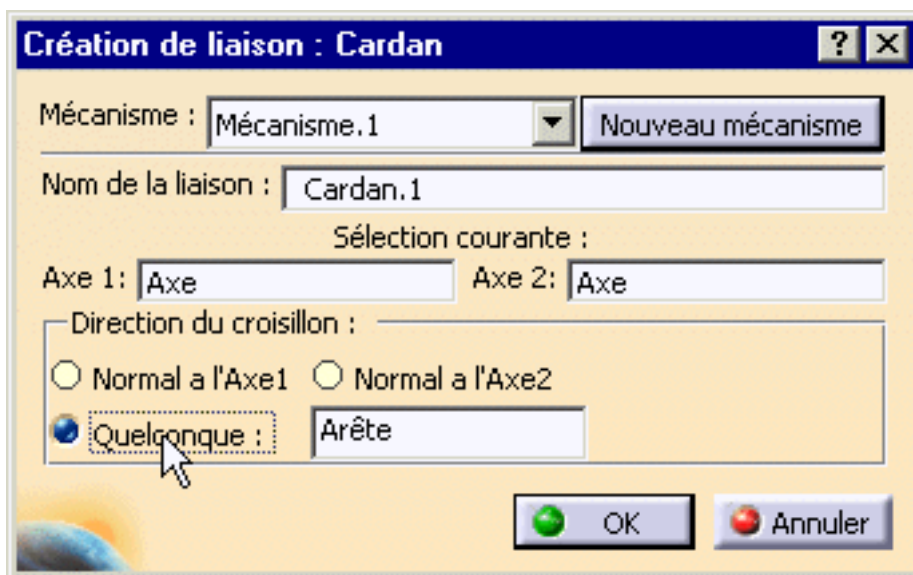 Création de liaison : Cardan ? X
Mécanisme : Mécanisme.1 Nouveau mécanisme
Nom de la liaison : Cardan.1
Sélection courante :
Axe 1: Axe Axe 2: Axe
Direction du croisillon :
Normal a l'Axe1 Normal a l'Axe2
Quelconque : Arête
OK Annuler